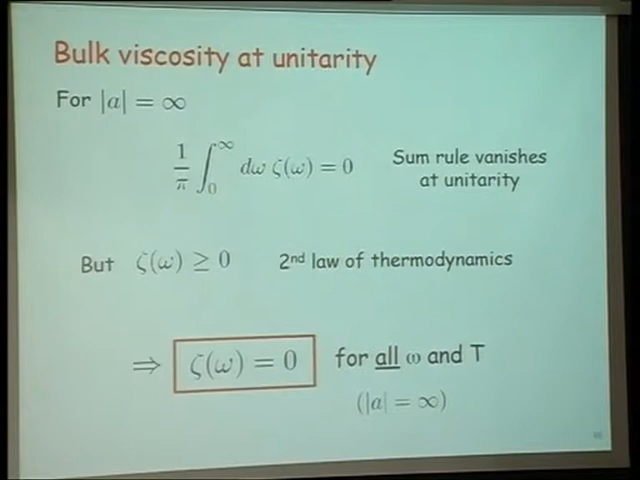 Bulk viscosity at unitarity
For |a| = ∞
1/π ∫₀^∞ dω ζ(ω) = 0 Sum rule vanishes
at unitarity
But ζ(ω) ≥ 0 2nd law of thermodynamics
⇒ ζ(ω) = 0 for all ω and T
(|a| = ∞)